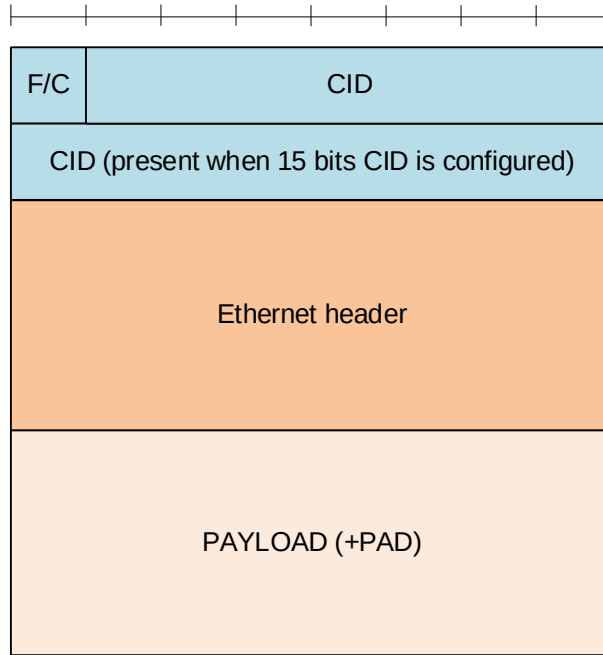 F/C
CID
CID (present when 15 bits CID is configured)
Ethernet header
PAYLOAD (+PAD)